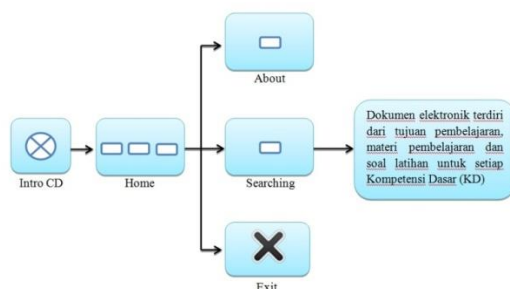 About
Dokumen elektronik terdiri
dari tujuan pembelajaran,
materi pembelajaran dan
soal latihan untuk setiap
Kompetensi Dasar (KD)
Intro CD
Home
Searching
Exit